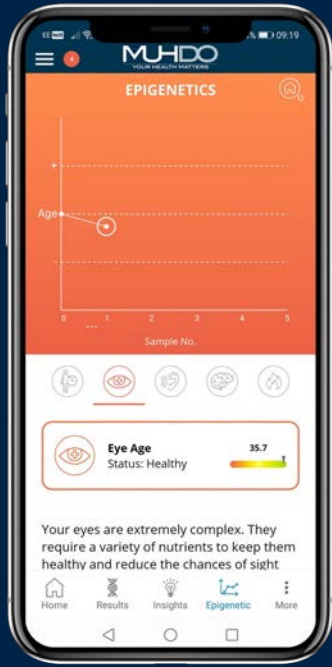 09:19
4
MUHDO
YOUR HEALTH MATTERS
EPIGENETICS
+
Age
-
0 1 2 3 4 5
---
Sample No.
Eye Age 35.7
Status: Healthy
Your eyes are extremely complex. They
require a variety of nutrients to keep them
healthy and reduce the chances of sight
Home Results Insights Epigenetic More